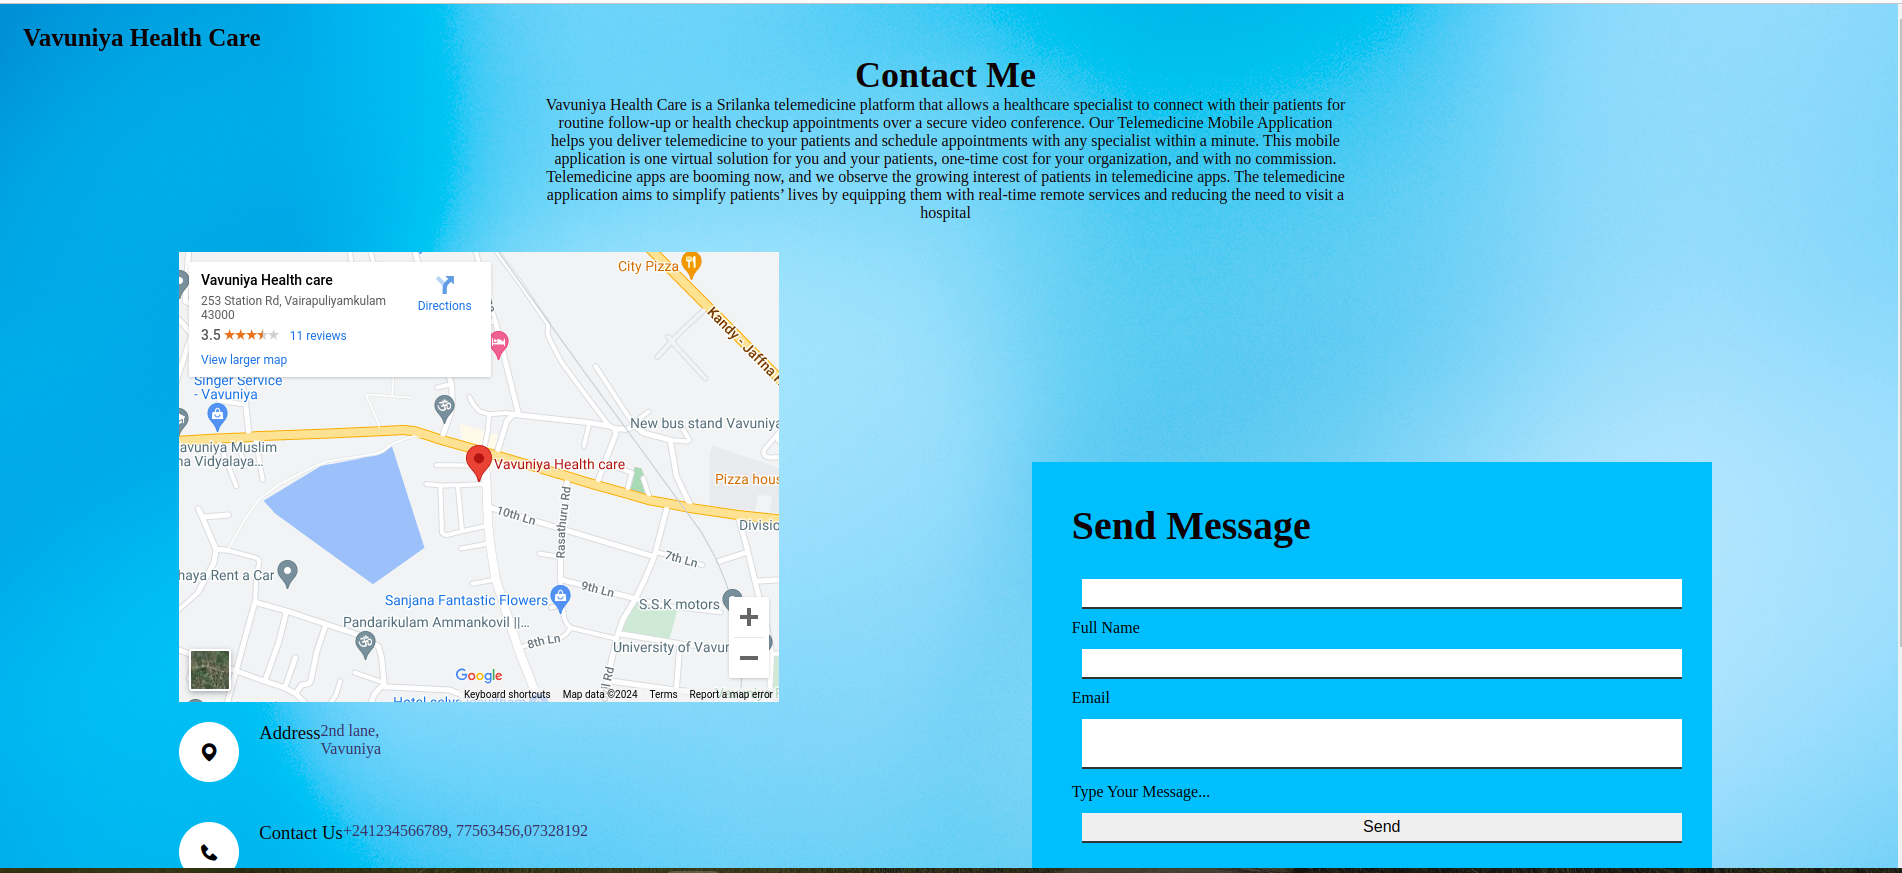 Vavuniya Health Care
Contact Me
Vavuniya Health Care is a Srilanka telemedicine platform that allows a healthcare specialist to connect with their patients for
routine follow-up or health checkup appointments over a secure video conference. Our Telemedicine Mobile Application
helps you deliver telemedicine to your patients and schedule appointments with any specialist within a minute. This mobile
application is one virtual solution for you and your patients, one-time cost for your organization, and with no commission.
Telemedicine apps are booming now, and we observe the growing interest of patients in telemedicine apps. The telemedicine
application aims to simplify patients’ lives by equipping them with real-time remote services and reducing the need to visit a
hospital
Vavuniya Health care
253 Station Rd, Vairapuliyamkulam
43000
Directions
3.5
11 reviews
View larger map
City Pizza
Kandy - Jaffna
Singer Service
- Vavuniya
New bus stand Vavuniya
avuniya Muslim
na Vidyalaya...
Vavuniya Health care
Pizza hous
10th Ln
Rasathuru Rd
Divisio
7th Ln
haya Rent a Car
9th Ln
Sanjana Fantastic Flowers
S.S.K motors
Pandarikulam Ammankovil ||...
8th Ln
University of Vavur
Rd
Google
Keyboard shortcuts
Map data ©2024
Terms
Report a map error
Address
2nd lane,
Vavuniya
Contact Us
+241234566789, 77563456,07328192
Send Message
Full Name
Email
Type Your Message...
Send